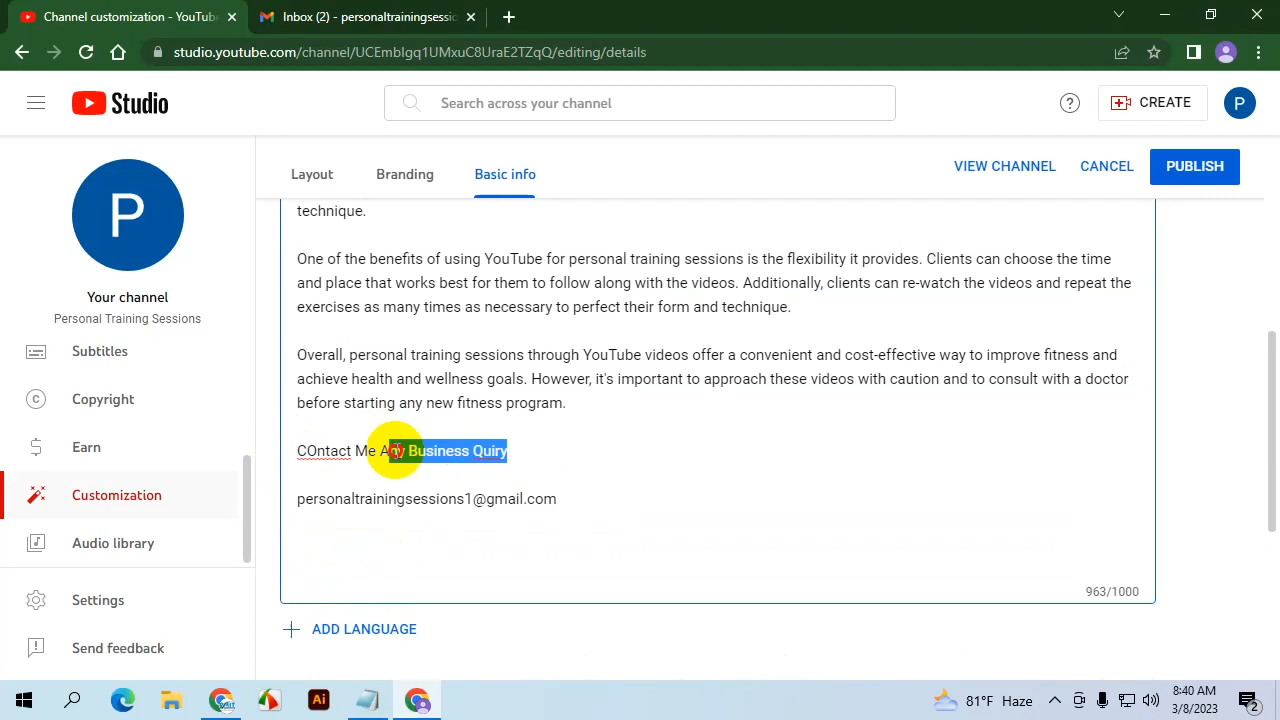 Channel customization - YouTube
Inbox (2) - personaltrainingsessic
studio.youtube.com/channel/UCEmbIgq1UMxuC8UraE2TZqQ/editing/details
Studio
Search across your channel
CREATE
P
P
Your channel
Personal Training Sessions
Subtitles
Copyright
Earn
Customization
Audio library
Settings
Send feedback
Layout
Branding
Basic info
VIEW CHANNEL
CANCEL
PUBLISH
technique.
One of the benefits of using YouTube for personal training sessions is the flexibility it provides. Clients can choose the time
and place that works best for them to follow along with the videos. Additionally, clients can re-watch the videos and repeat the
exercises as many times as necessary to perfect their form and technique.
Overall, personal training sessions through YouTube videos offer a convenient and cost-effective way to improve fitness and
achieve health and wellness goals. However, it's important to approach these videos with caution and to consult with a doctor
before starting any new fitness program.
COntact Me Any Business Quiry
personaltrainingsessions1@gmail.com
963/1000
ADD LANGUAGE
Ai
81°F Haze
8:40 AM
3/8/2023
2